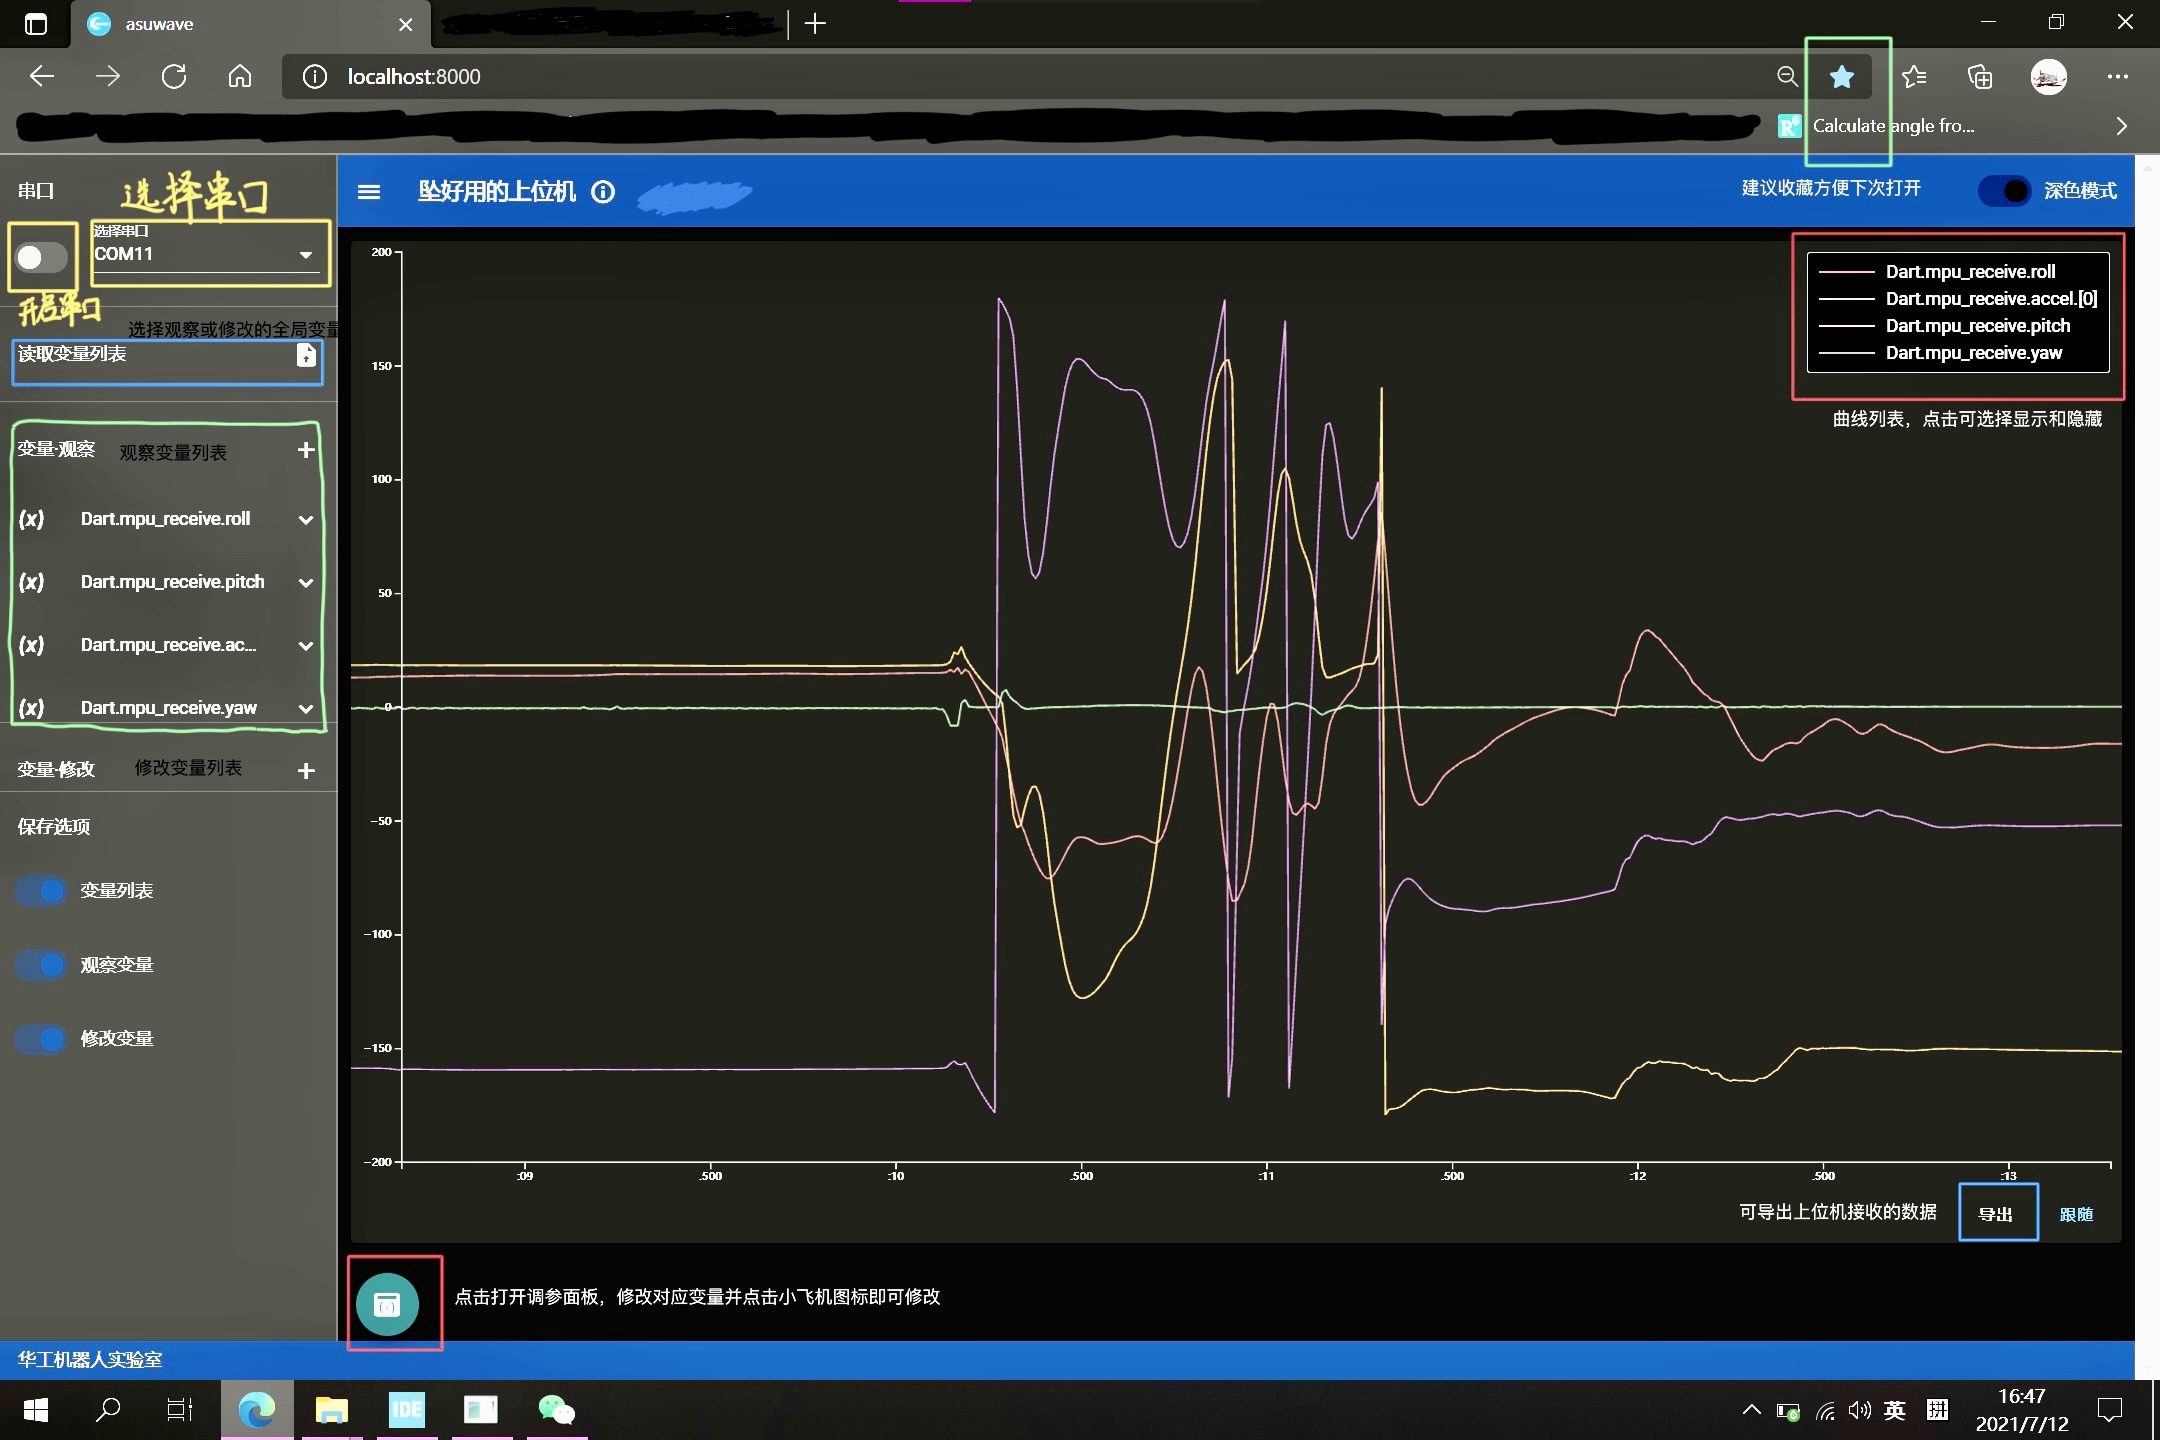 asuwave
localhost:8000
Calculate angle fro...
串口
选择串口
坠好用的上位机
建议收藏方便下次打开
深色模式
选择串口
COM11
开启串口
选择观察或修改的全局变量
读取变量列表
变量-观察
观察变量列表
(x) Dart.mpu_receive.roll
(x) Dart.mpu_receive.pitch
(x) Dart.mpu_receive.ac...
(x) Dart.mpu_receive.yaw
变量-修改
修改变量列表
保存选项
变量列表
观察变量
修改变量
Dart.mpu_receive.roll
Dart.mpu_receive.accel.[0]
Dart.mpu_receive.pitch
Dart.mpu_receive.yaw
曲线列表，点击可选择显示和隐藏
200
150
100
50
0
-50
-100
-150
-200
:09 .500 :10 .500 :11 .500 :12 .500 :13
可导出上位机接收的数据
导出
跟随
点击打开调参面板，修改对应变量并点击小飞机图标即可修改
华工机器人实验室
IDE
英
拼
16:47
2021/7/12